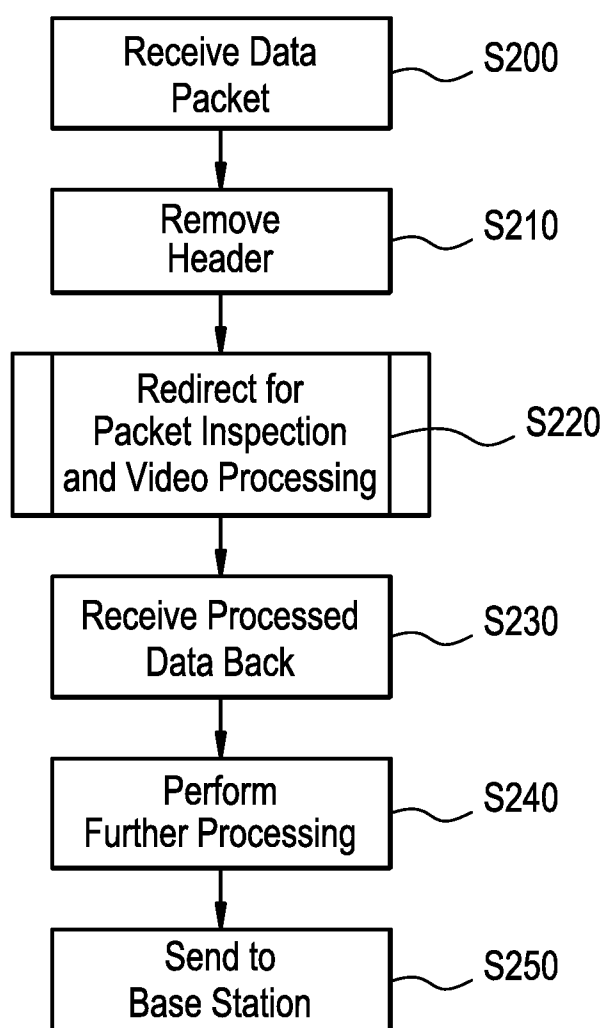 Receive Data
Packet
S200
Remove
Header
S210
Redirect for
Packet Inspection
and Video Processing
S220
Receive Processed
Data Back
S230
Perform
Further Processing
S240
Send to
Base Station
S250